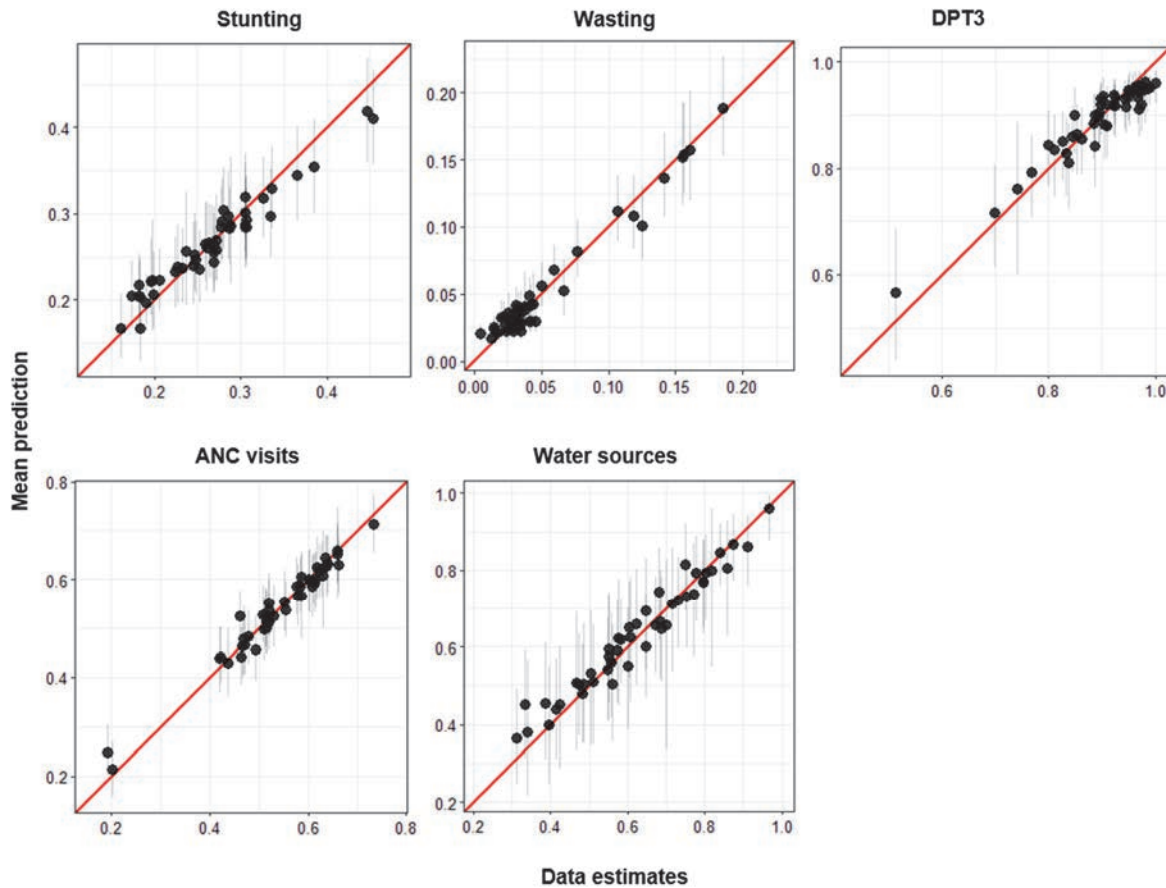 Stunting
Wasting
DPT3
0.4
0.3
0.2
0.2 0.3 0.4
0.20
0.15
0.10
0.05
0.00
0.00 0.05 0.10 0.15 0.20
1.0
0.8
0.6
0.6 0.8 1.0
Mean prediction
ANC visits
Water sources
0.8
0.6
0.4
0.2
0.2 0.4 0.6 0.8
1.0
0.8
0.6
0.4
0.2
0.2 0.4 0.6 0.8 1.0
Data estimates